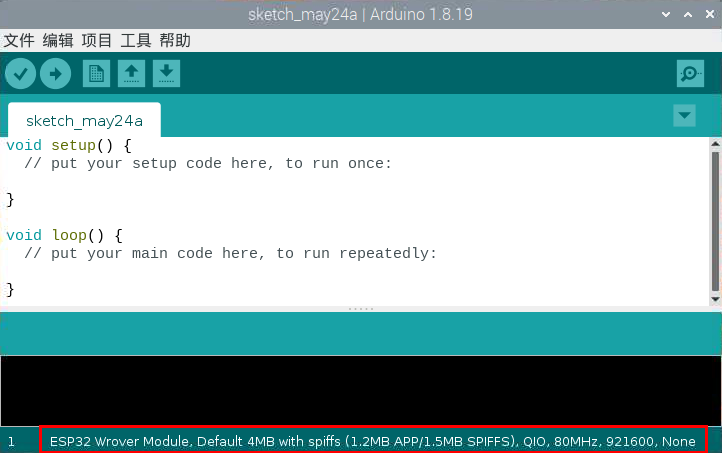 sketch_may24a | Arduino 1.8.19
文件 编辑 项目 工具 帮助
sketch_may24a
void setup() {
  // put your setup code here, to run once:
}
void loop() {
  // put your main code here, to run repeatedly:
}
1 ESP32 Wrover Module, Default 4MB with spiffs (1.2MB APP/1.5MB SPIFFS), QIO, 80MHz, 921600, None